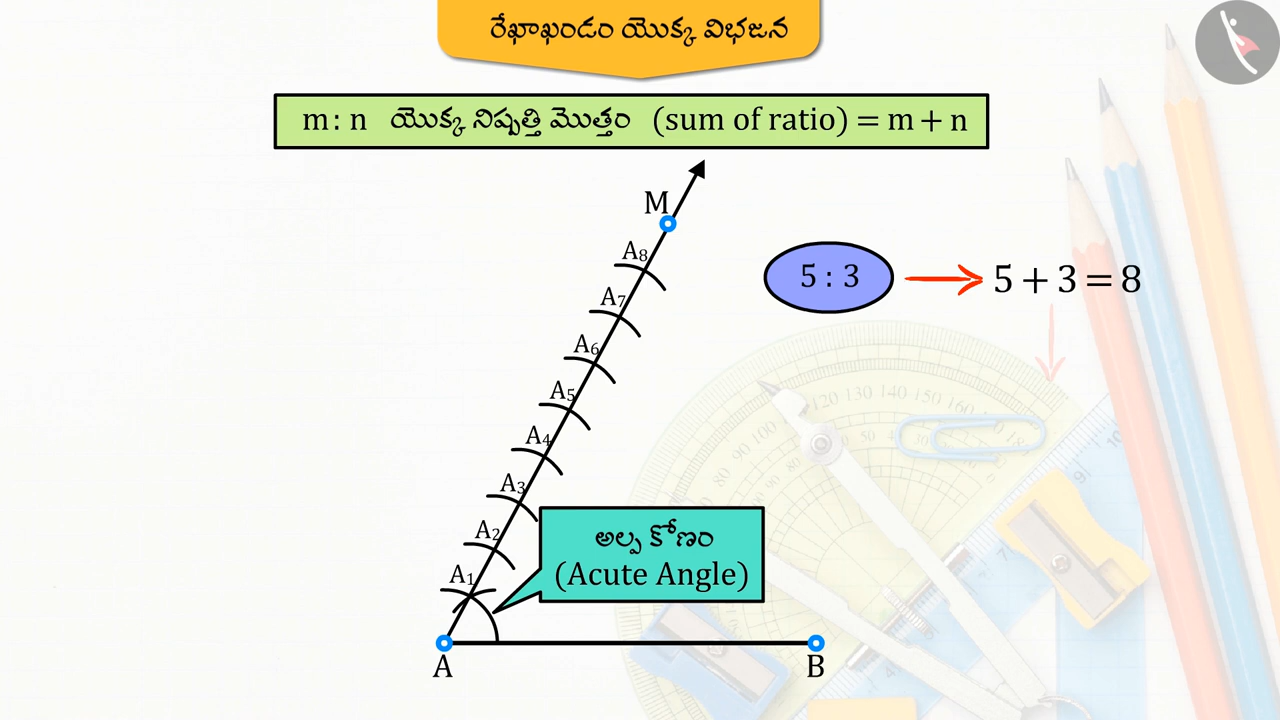 రేఖాఖండం యొక్క విభజన
m : n యొక్క నిష్పత్తి మొత్తం (sum of ratio) = m + n
M
A₈
5 : 3 → 5 + 3 = 8
A₇
A₆
A₅
A₄
A₃
A₂
అల్ప కోణం
(Acute Angle)
A₁
A
B